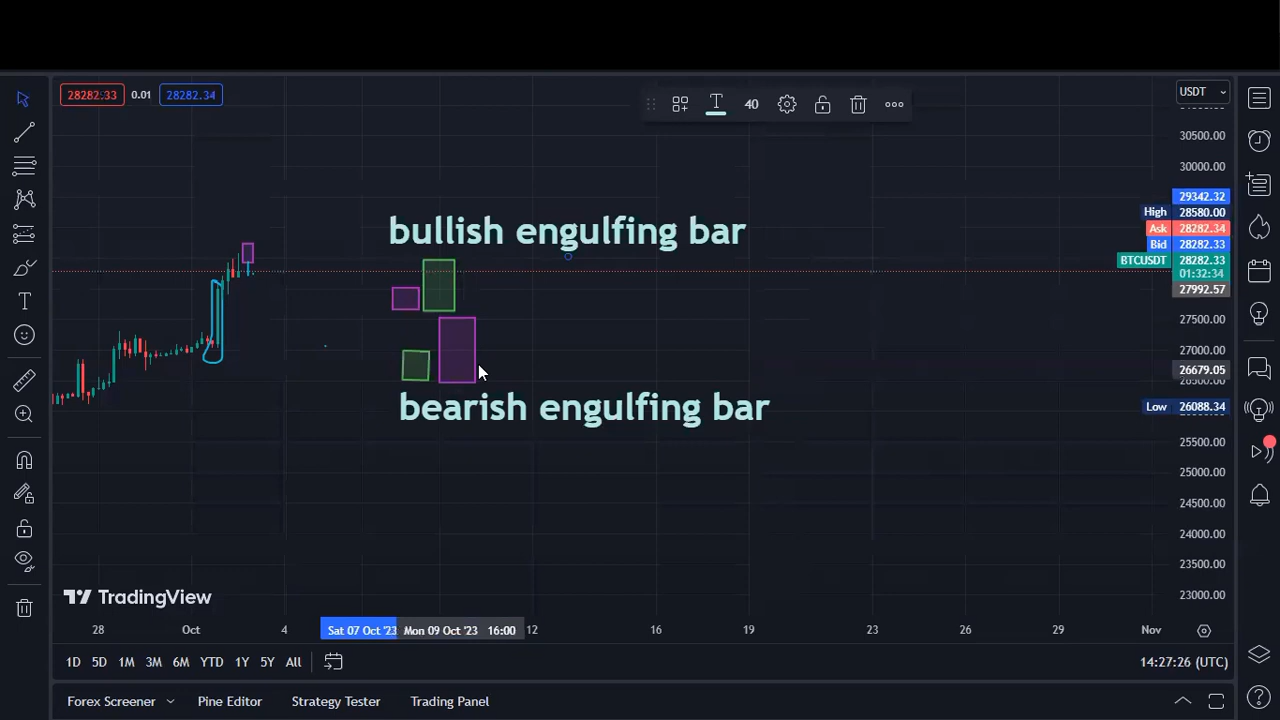 28282.33 0.01 28282.34
40
USDT
30500.00
30000.00
29342.32
High 28580.00
Ask 28282.34
Bid 28282.33
BTCUSDT 28282.33
01:32:34
27992.57
27500.00
27000.00
26679.05
Low 26088.34
25500.00
25000.00
24500.00
24000.00
23500.00
23000.00
bullish engulfing bar
bearish engulfing bar
TradingView
28 Oct 4 Sat 07 Oct '23 Mon 09 Oct '23 16:00 12 16 19 23 26 29 Nov
1D 5D 1M 3M 6M YTD 1Y 5Y All 14:27:26 (UTC)
Forex Screener Pine Editor Strategy Tester Trading Panel